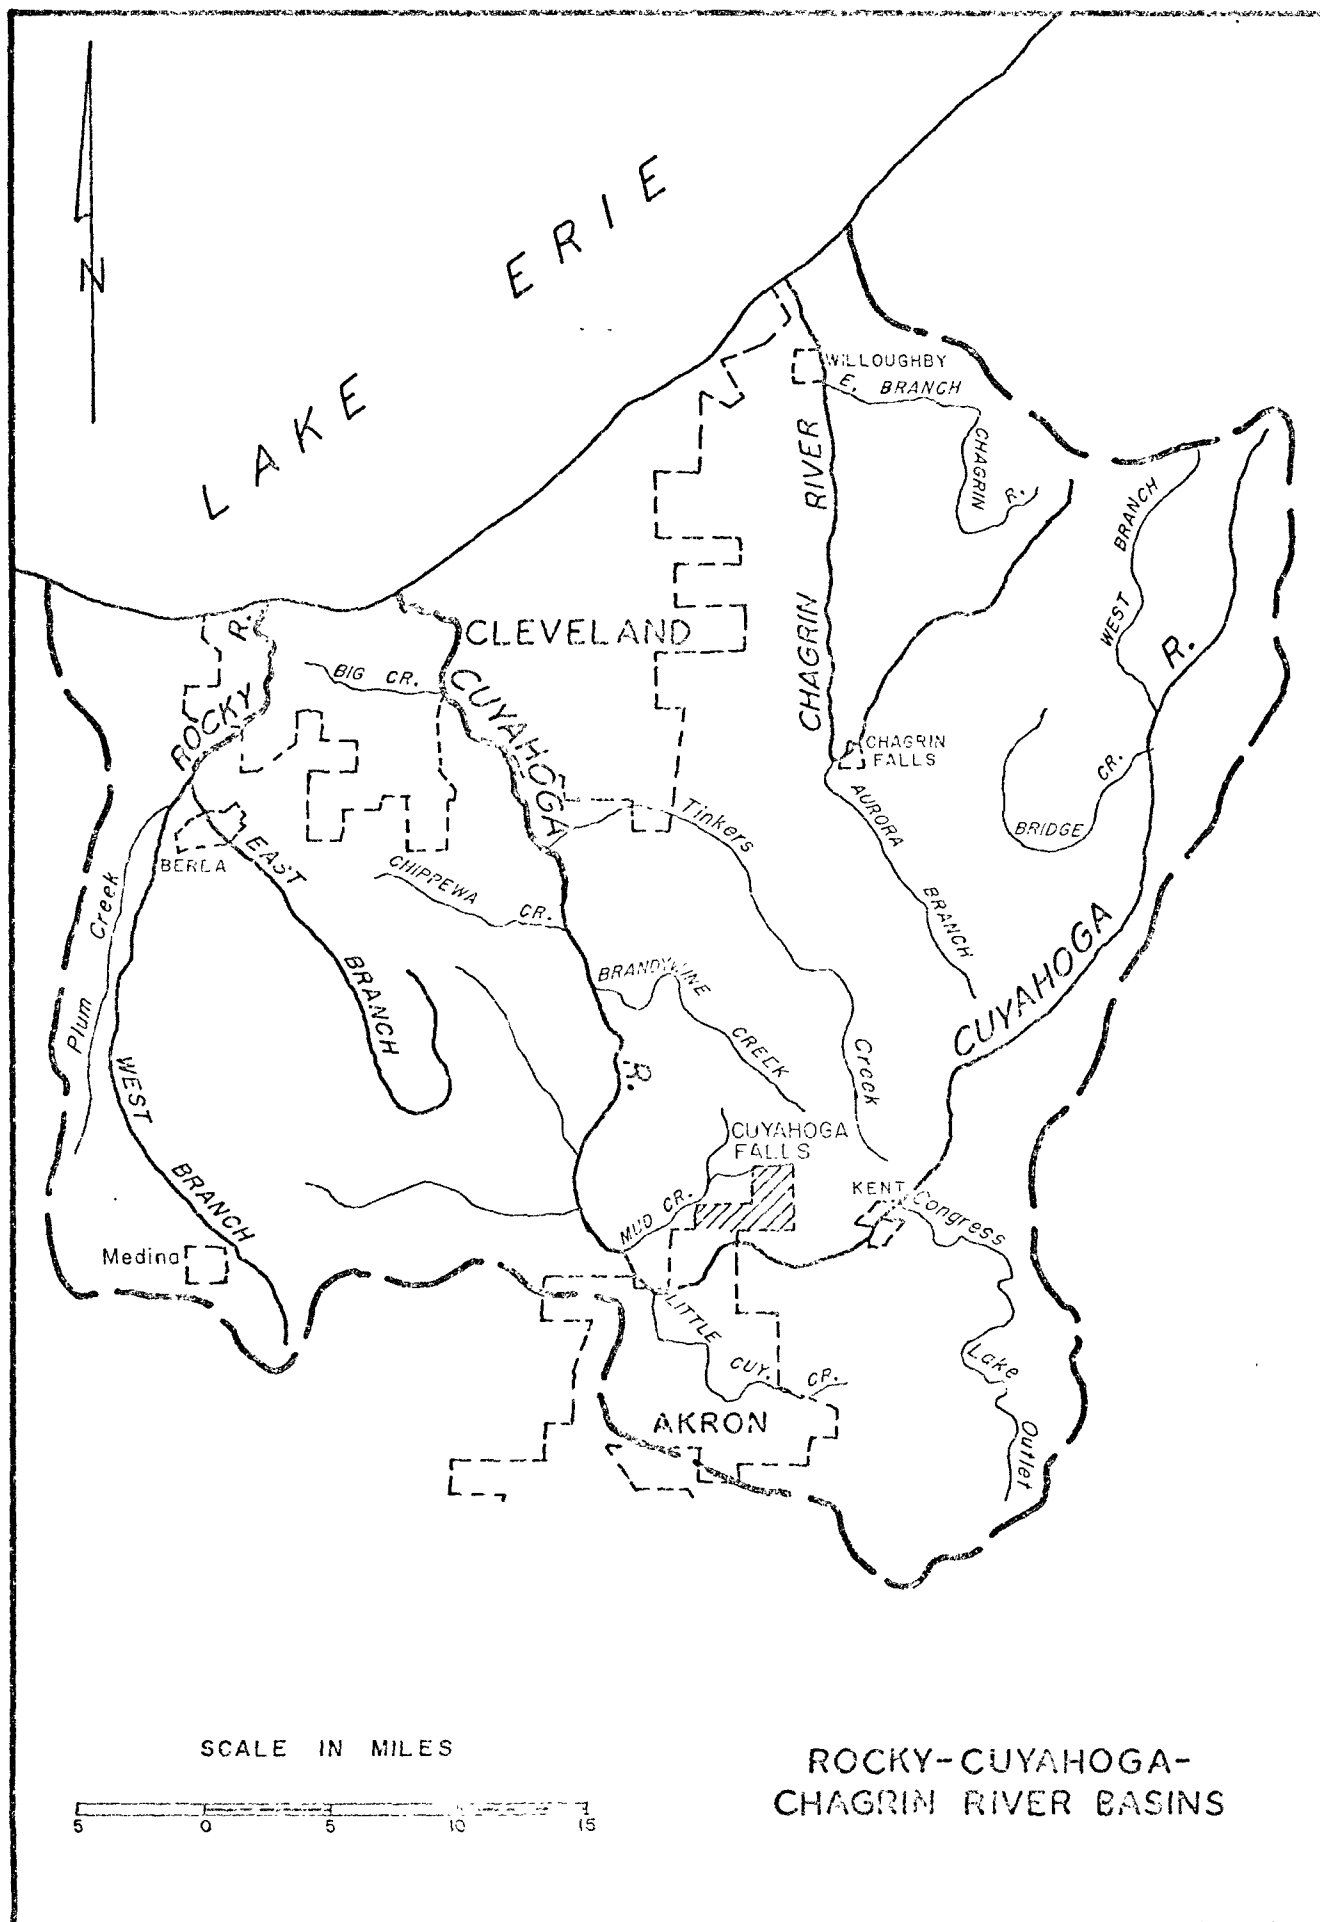 LAKE ERIE
N
WILLOUGHBY
E. BRANCH
CHAGRIN R.
CHAGRIN RIVER
WEST BRANCH
CUYAHOGA R.
CLEVELAND
ROCKY R.
BIG CR.
CUYAHOGA R.
CHAGRIN
FALLS
AURORA BRANCH
BRIDGE CR.
Tinkers Creek
BEREA
EAST BRANCH
CHIPPEWA CR.
Plum Creek
BRANDYWINE CREEK
WEST BRANCH
CUYAHOGA
FALLS
MUD CR.
KENT
Congress Lake Outlet
Medina
LITTLE CUY. CR.
AKRON
SCALE IN MILES
5 0 5 10 15
ROCKY-CUYAHOGA-
CHAGRIN RIVER BASINS